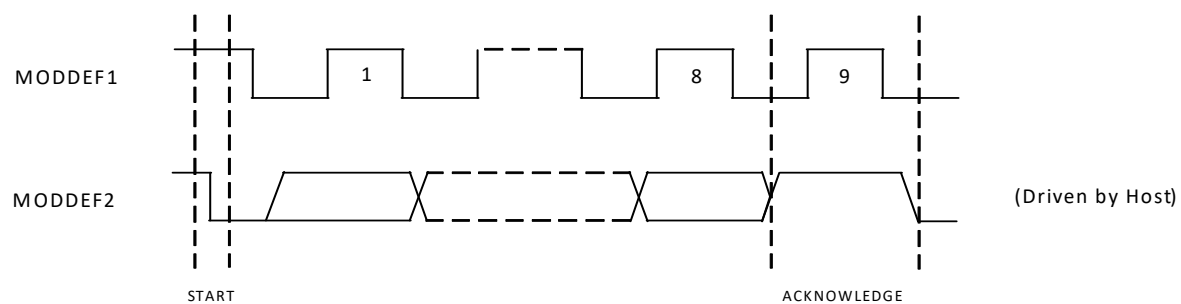 MODDEF1
1
8
9
MODDEF2
(Driven by Host)
START
ACKNOWLEDGE